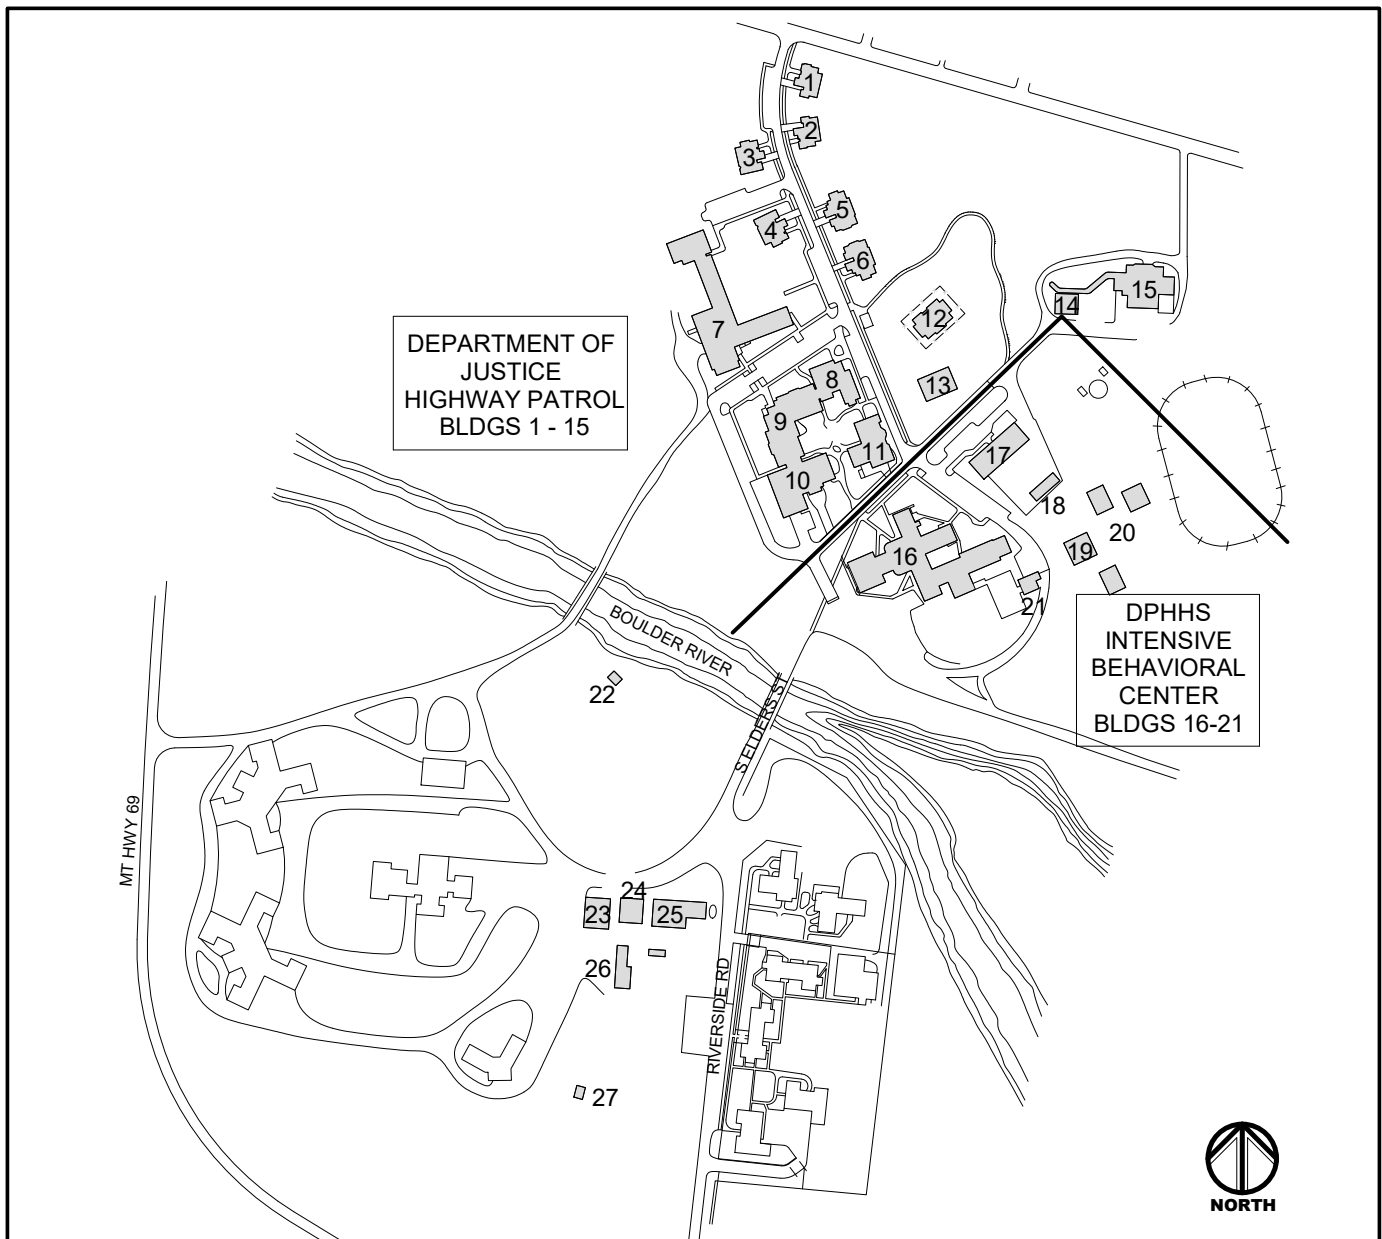 1
2
3
5
4
6
15
14
12
7
DEPARTMENT OF
JUSTICE
HIGHWAY PATROL
BLDGS 1 - 15
8
13
9
11
17
10
18
20
16
19
21
DPHHS
INTENSIVE
BEHAVIORAL
CENTER
BLDGS 16-21
BOULDER RIVER
22
S ELDERS ST
MT HWY 69
24
23
25
26
RIVERSIDE RD
27
NORTH